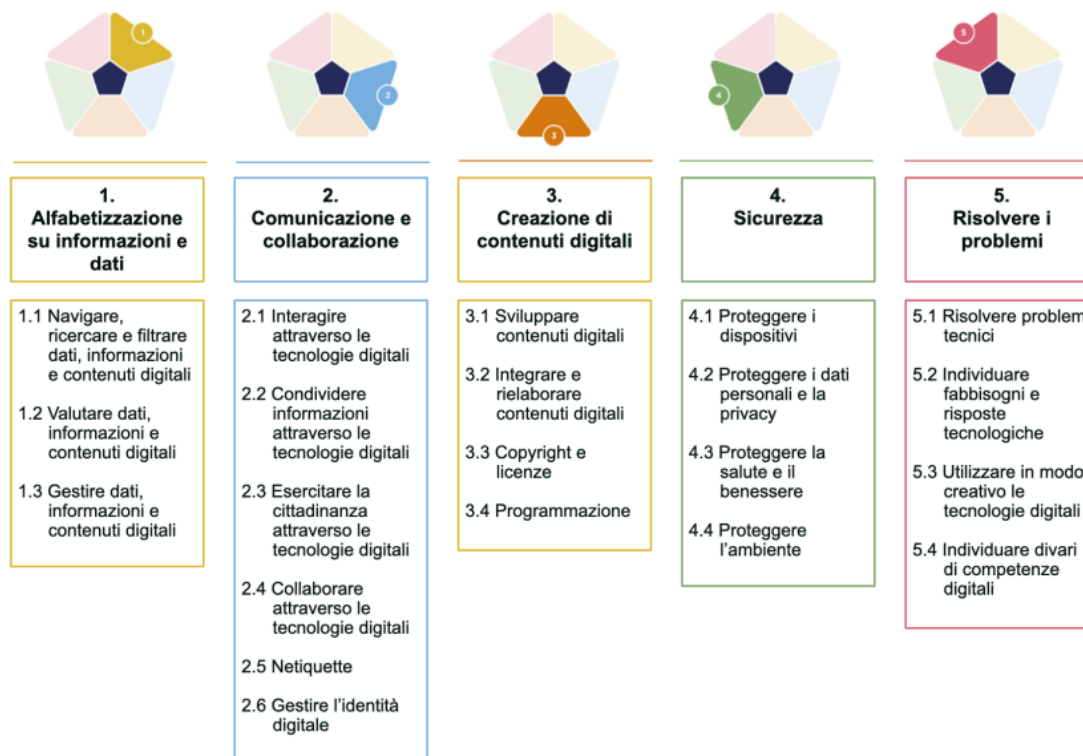 1
2
3
4
5
1.
Alfabetizzazione
su informazioni e
dati
1.1 Navigare,
ricercare e filtrare
dati, informazioni
e contenuti digitali
1.2 Valutare dati,
informazioni e
contenuti digitali
1.3 Gestire dati,
informazioni e
contenuti digitali
2.
Comunicazione e
collaborazione
2.1 Interagire
attraverso le
tecnologie digitali
2.2 Condividere
informazioni
attraverso le
tecnologie digitali
2.3 Esercitare la
cittadinanza
attraverso le
tecnologie digitali
2.4 Collaborare
attraverso le
tecnologie digitali
2.5 Netiquette
2.6 Gestire l'identità
digitale
3.
Creazione di
contenuti digitali
3.1 Sviluppare
contenuti digitali
3.2 Integrare e
rielaborare
contenuti digitali
3.3 Copyright e
licenze
3.4 Programmazione
4.
Sicurezza
4.1 Proteggere i
dispositivi
4.2 Proteggere i dati
personali e la
privacy
4.3 Proteggere la
salute e il
benessere
4.4 Proteggere
l'ambiente
5.
Risolvere i
problemi
5.1 Risolvere problem
tecnici
5.2 Individuare
fabbisogni e
risposte
tecnologiche
5.3 Utilizzare in modo
creativo le
tecnologie digitali
5.4 Individuare divari
di competenze
digitali